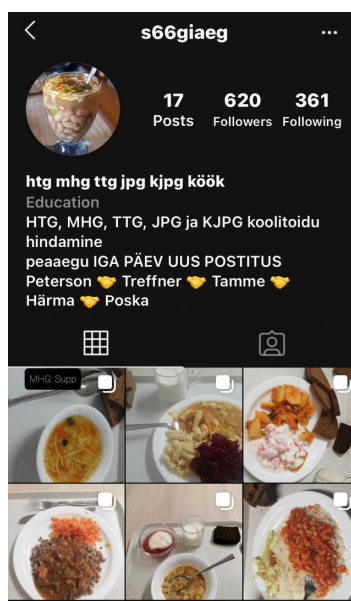 s66giaeg
17 620 361
Posts Followers Following
htg mhg ttg jpg kjpg köök
Education
HTG, MHG, TTG, JPG ja KJPG koolitoidu
hindamine
peaaegu IGA PÄEV UUS POSTITUS
Peterson 🤝 Treffner 🤝 Tamme 🤝
Härma 🤝 Poska
MHG: Supp